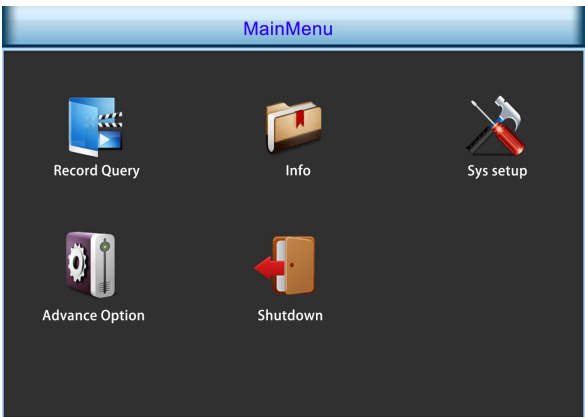 MainMenu
Record Query
Info
Sys setup
Advance Option
Shutdown